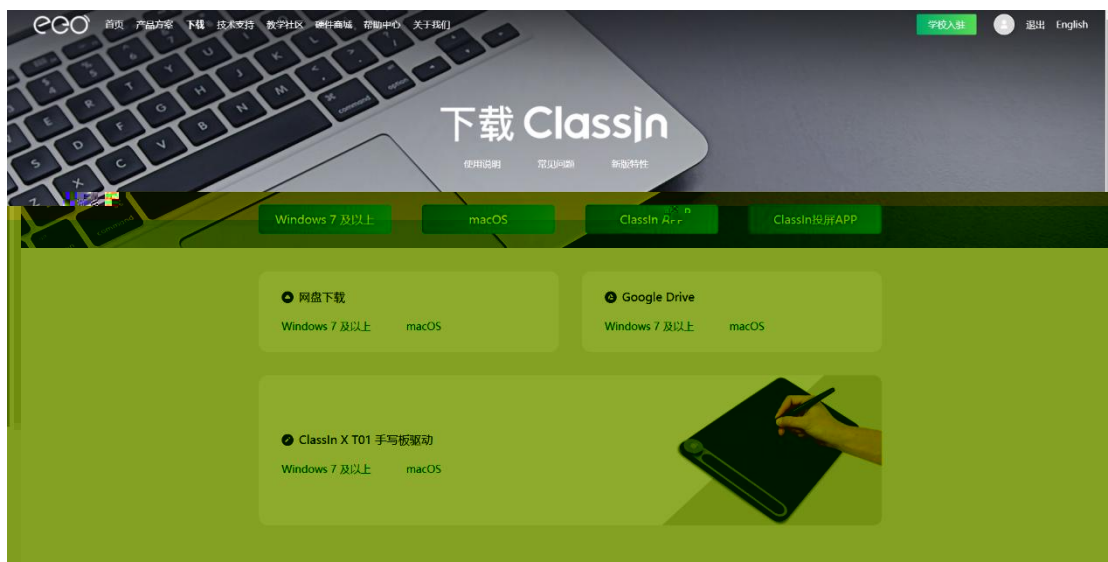 eeo 首页 产品方案 下载 技术支持 教学社区 硬件商城 帮助中心 关于我们 学校入驻 退出 English
option
command
下载 ClassIn
使用说明 常见问题 新版特性
Windows 7 及以上 macOS ClassIn APP ClassIn投屏APP
网盘下载 Google Drive
Windows 7 及以上 macOS Windows 7 及以上 macOS
ClassIn X T01 手写板驱动
Windows 7 及以上 macOS